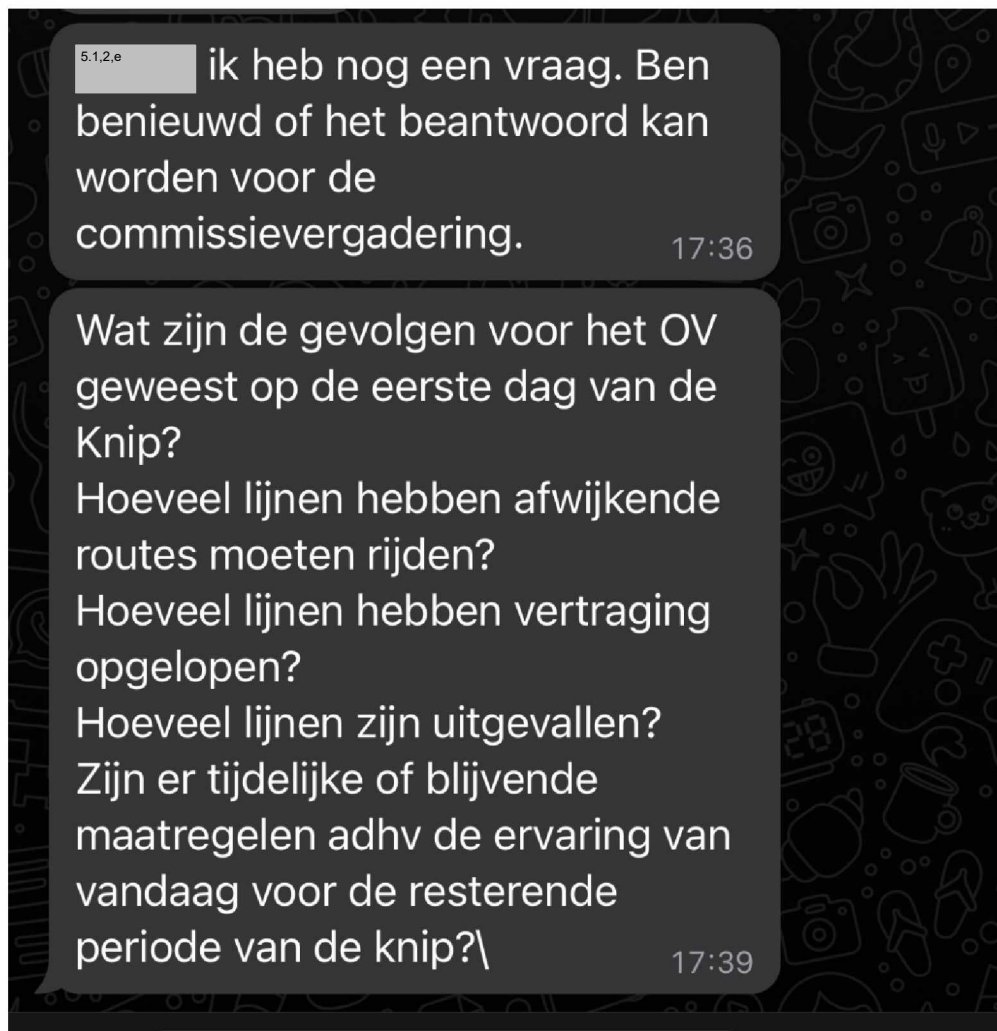 5.1,2,e ik heb nog een vraag. Ben
benieuwd of het beantwoord kan
worden voor de
commissievergadering.
17:36
Wat zijn de gevolgen voor het OV
geweest op de eerste dag van de
Knip?
Hoeveel lijnen hebben afwijkende
routes moeten rijden?
Hoeveel lijnen hebben vertraging
opgelopen?
Hoeveel lijnen zijn uitgevallen?
Zijn er tijdelijke of blijvende
maatregelen adhv de ervaring van
vandaag voor de resterende
periode van de knip?\
17:39